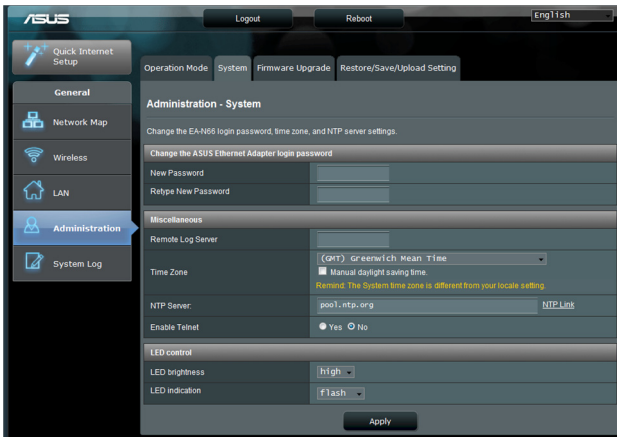 ASUS
Logout
Reboot
English
Quick Internet Setup
General
Network Map
Wireless
LAN
Administration
System Log
Operation Mode System Firmware Upgrade Restore/Save/Upload Setting
Administration - System
Change the EA-N66 login password, time zone, and NTP server settings.
Change the ASUS Ethernet Adapter login password
New Password
Retype New Password
Miscellaneous
Remote Log Server
Time Zone
(GMT) Greenwich Mean Time
Manual daylight saving time.
Remind: The System time zone is different from your locale setting.
NTP Server:
pool.ntp.org
NTP Link
Enable Telnet
Yes No
LED control
LED brightness
high
LED indication
flash
Apply